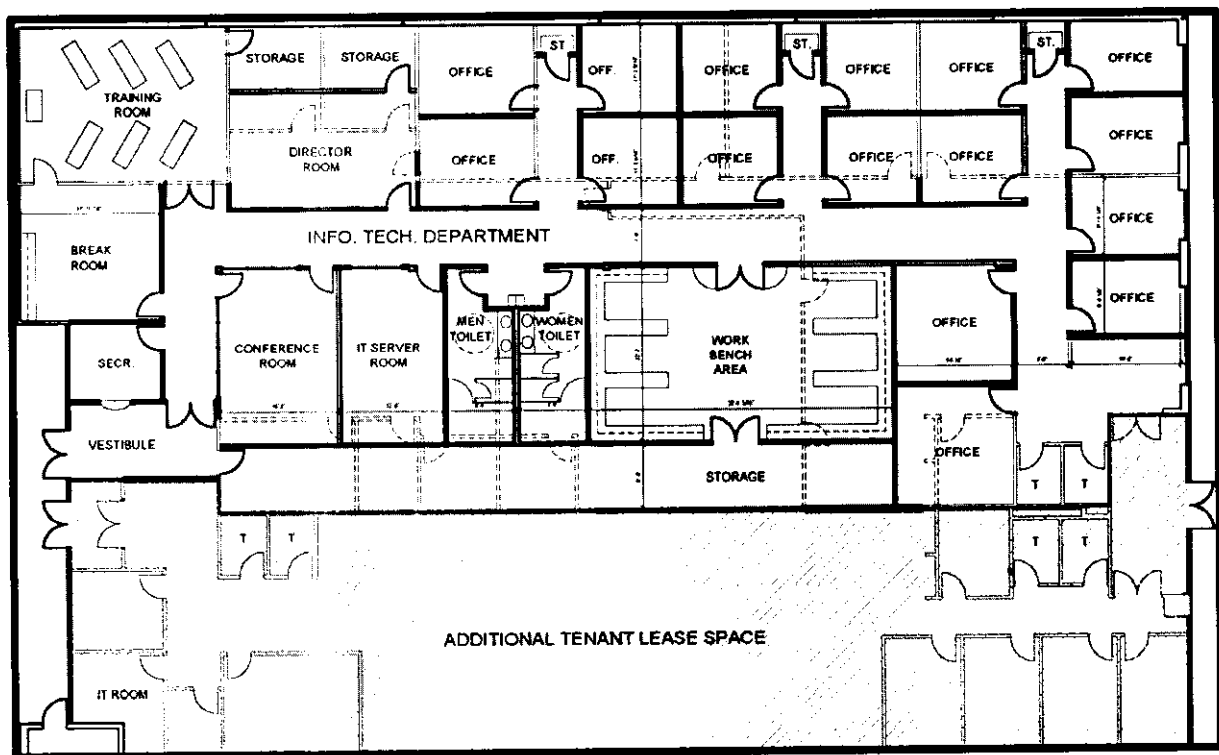 STORAGE
STORAGE
OFFICE
ST
OFF.
OFFICE
ST.
OFFICE
OFFICE
ST.
OFFICE
TRAINING
ROOM
DIRECTOR
ROOM
OFFICE
OFF.
OFFICE
OFFICE
OFFICE
OFFICE
OFFICE
INFO. TECH. DEPARTMENT
BREAK
ROOM
OFFICE
MEN
TOILET
WOMEN
TOILET
OFFICE
SECR.
CONFERENCE
ROOM
IT SERVER
ROOM
WORK
BENCH
AREA
VESTIBULE
OFFICE
STORAGE
T
T
T
T
T
T
ADDITIONAL TENANT LEASE SPACE
IT ROOM